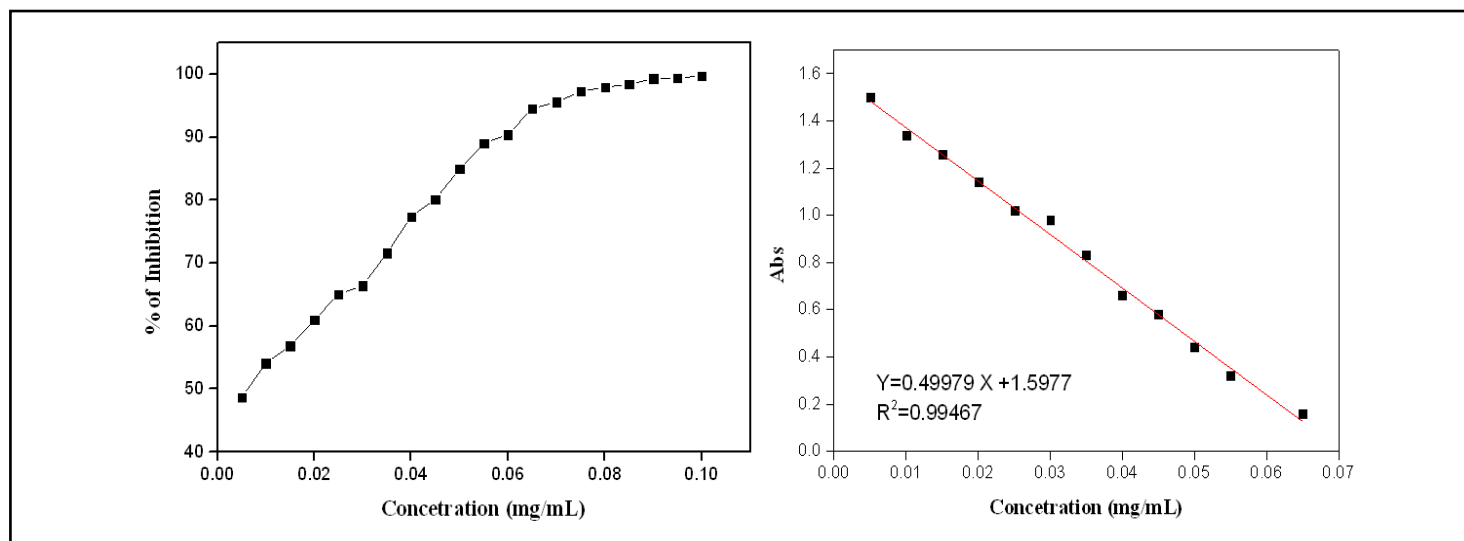 % of Inhibition
100
90
80
70
60
50
40
0.00 0.02 0.04 0.06 0.08 0.10
Concetration (mg/mL)
Abs
1.6
1.4
1.2
1.0
0.8
0.6
0.4
0.2
0.0
Y=0.49979 X +1.5977
R²=0.99467
0.00 0.01 0.02 0.03 0.04 0.05 0.06 0.07
Concetration (mg/mL)